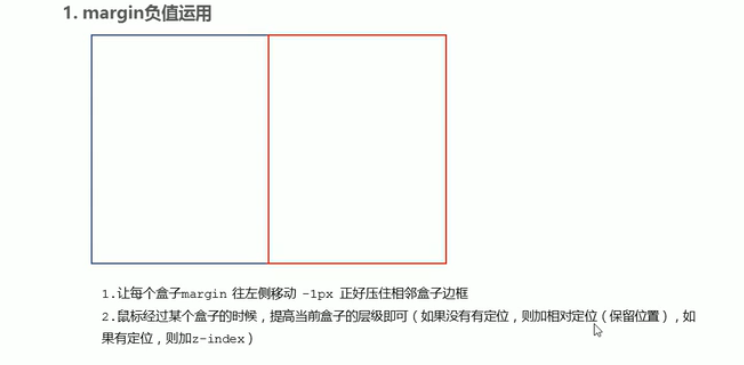 1. margin负值运用
1.让每个盒子margin 往左侧移动 -1px 正好压住相邻盒子边框
2.鼠标经过某个盒子的时候，提高当前盒子的层级即可（如果没有有定位，则加相对定位（保留位置），如
果有定位，则加z-index）